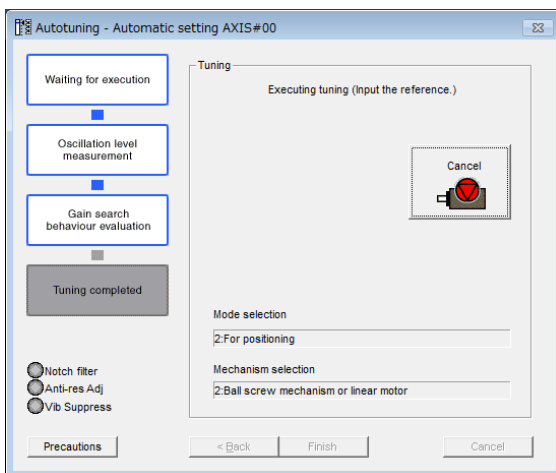 Autotuning - Automatic setting AXIS#00
Waiting for execution
Oscillation level
measurement
Gain search
behaviour evaluation
Tuning completed
Notch filter
Anti-res Adj
Vib Suppress
Precautions
Tuning
Executing tuning (Input the reference.)
Cancel
Mode selection
2:For positioning
Mechanism selection
2:Ball screw mechanism or linear motor
< Back
Finish
Cancel